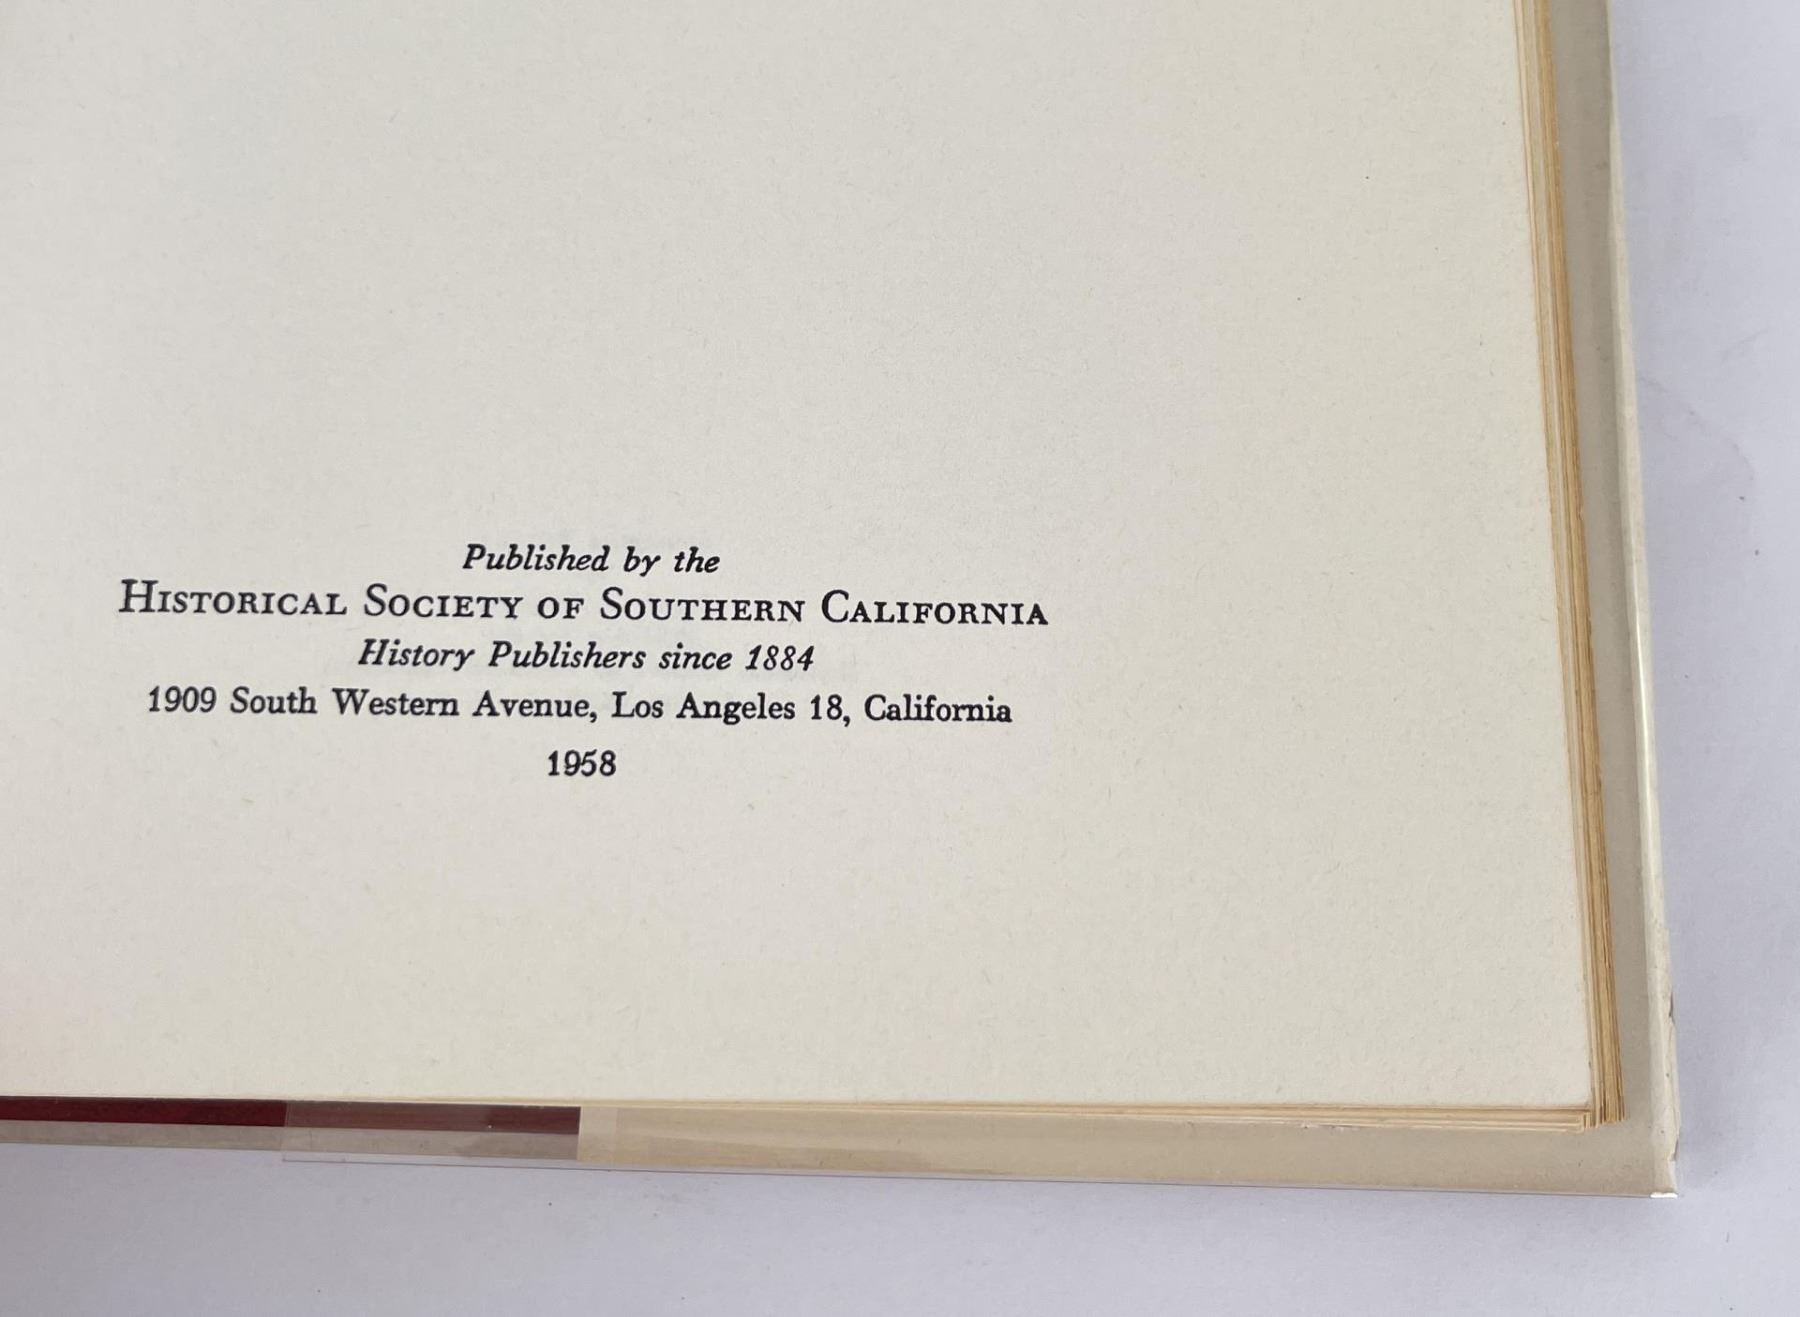 Published by the
HISTORICAL SOCIETY OF SOUTHERN CALIFORNIA
History Publishers since 1884
1909 South Western Avenue, Los Angeles 18, California
1958